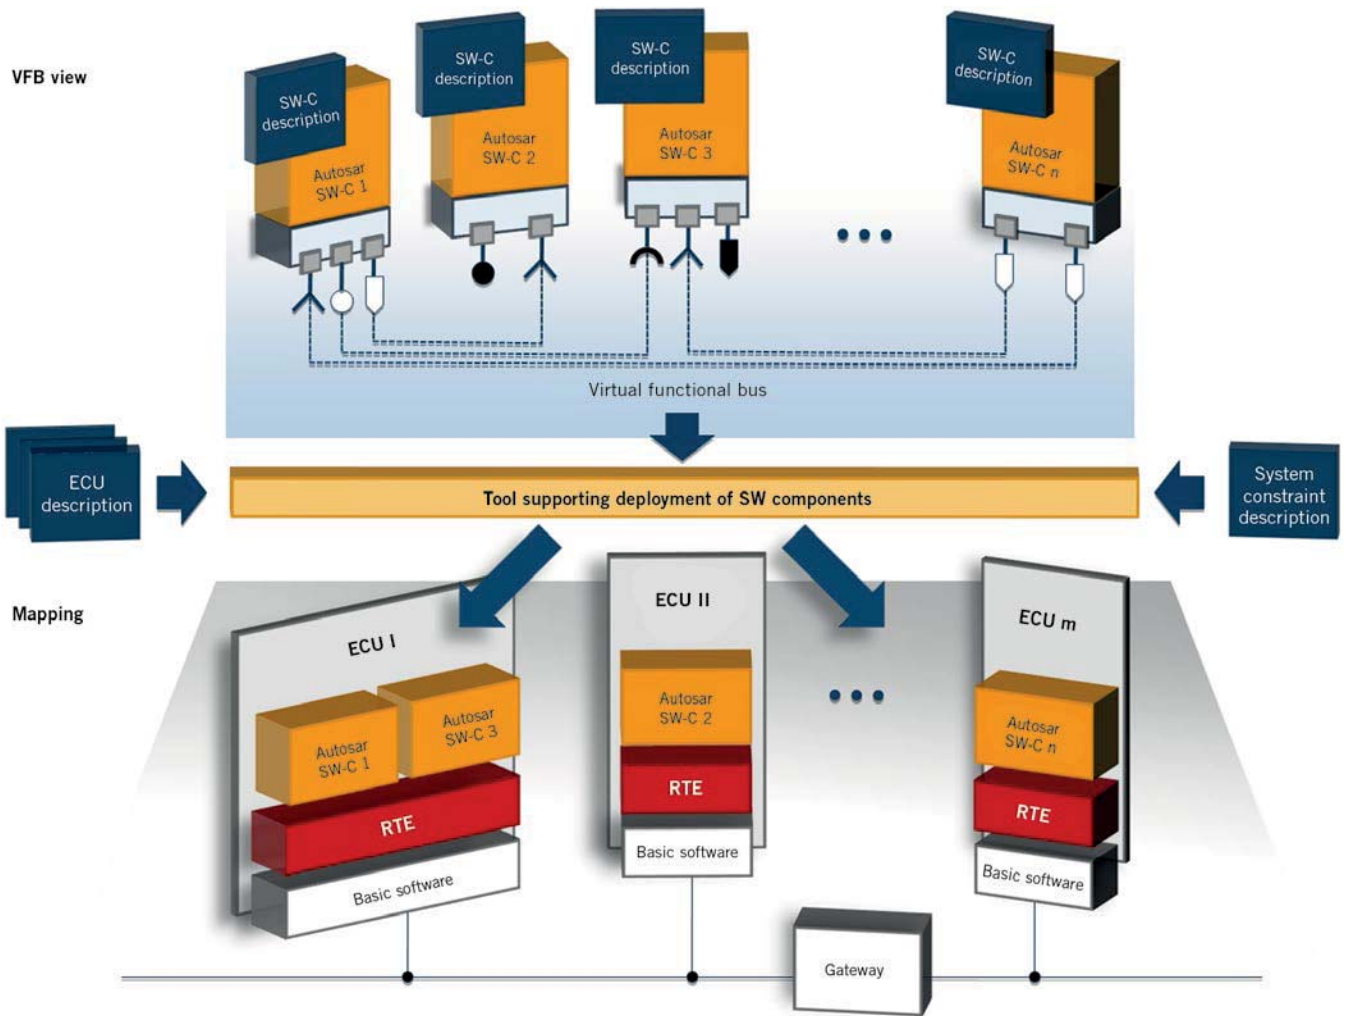 VFB view
SW-C
description
Autosar
SW-C 1
SW-C
description
Autosar
SW-C 2
SW-C
description
Autosar
SW-C 3
SW-C
description
Autosar
SW-C n
Virtual functional bus
ECU
description
Tool supporting deployment of SW components
System
constraint
description
Mapping
ECU I
Autosar
SW-C 1
Autosar
SW-C 3
RTE
Basic software
ECU II
Autosar
SW-C 2
RTE
Basic software
ECU m
Autosar
SW-C n
RTE
Basic software
Gateway